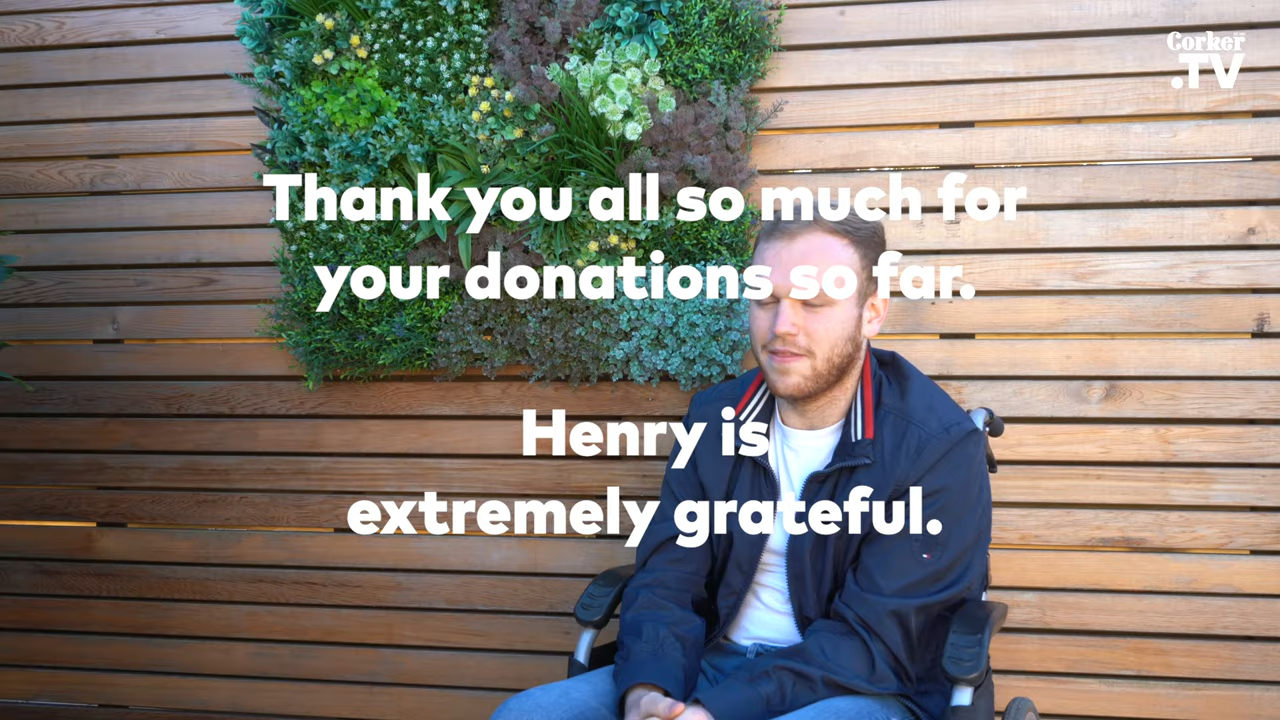 Corker
.TV
Thank you all so much for
your donations so far.
Henry is
extremely grateful.